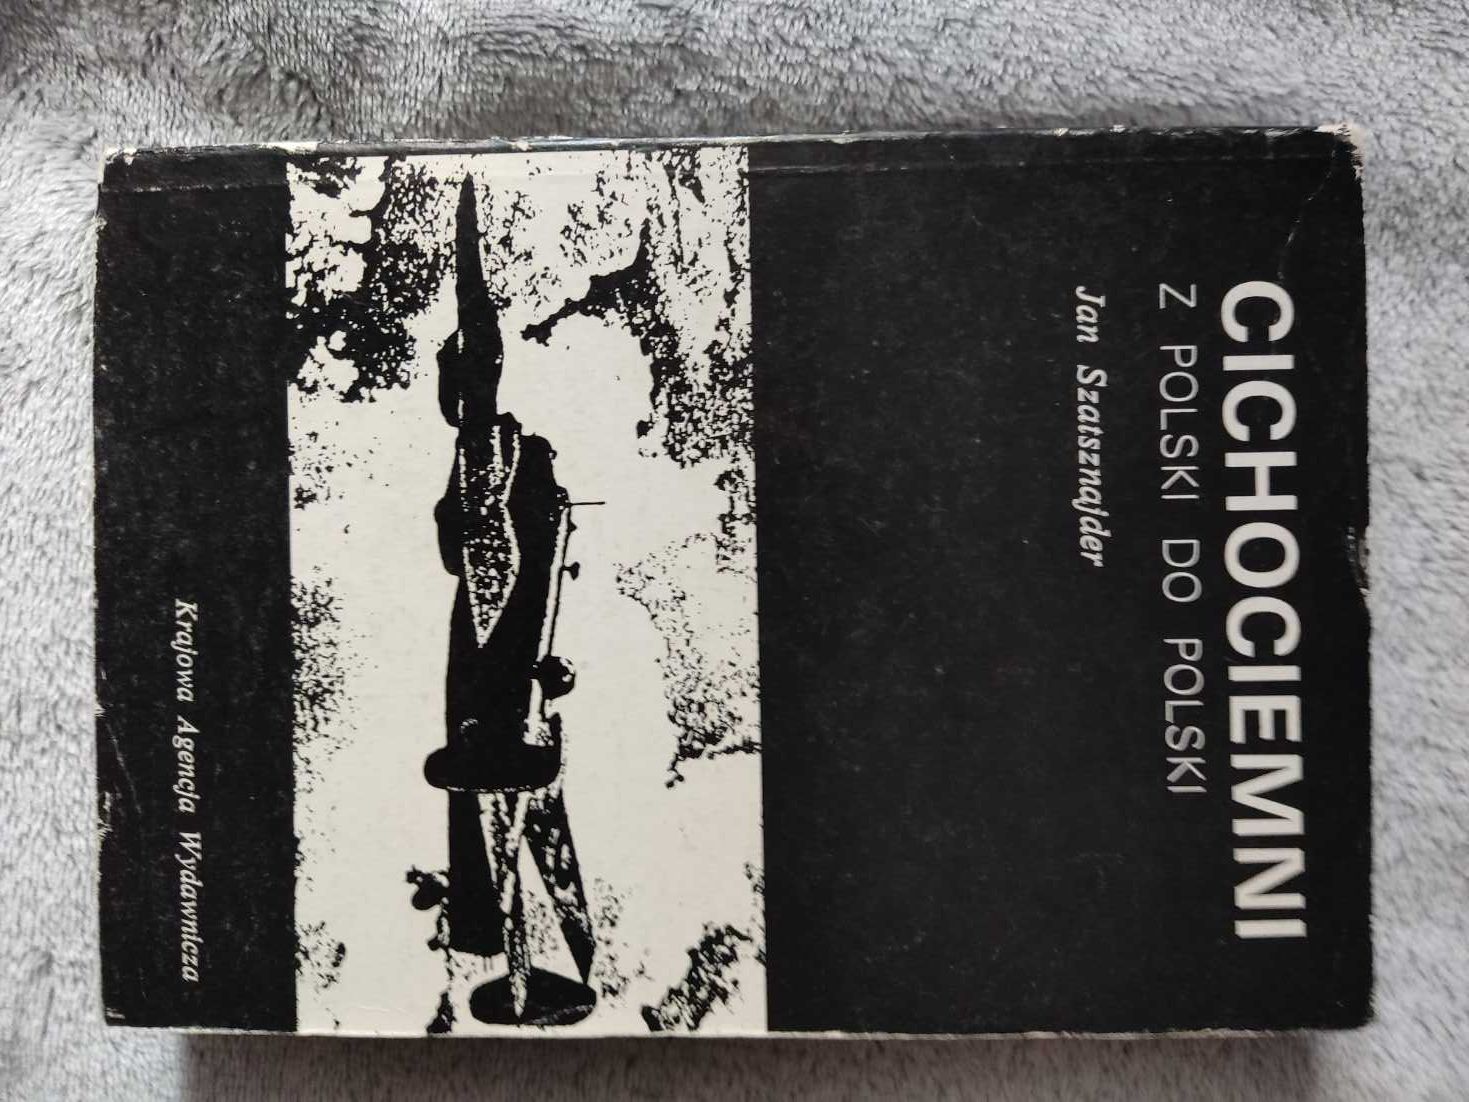 CICHOCIEMNI
Z POLSKI DO POLSKI
Jan Szatsznajder
Krajowa Agencja Wydawnicza